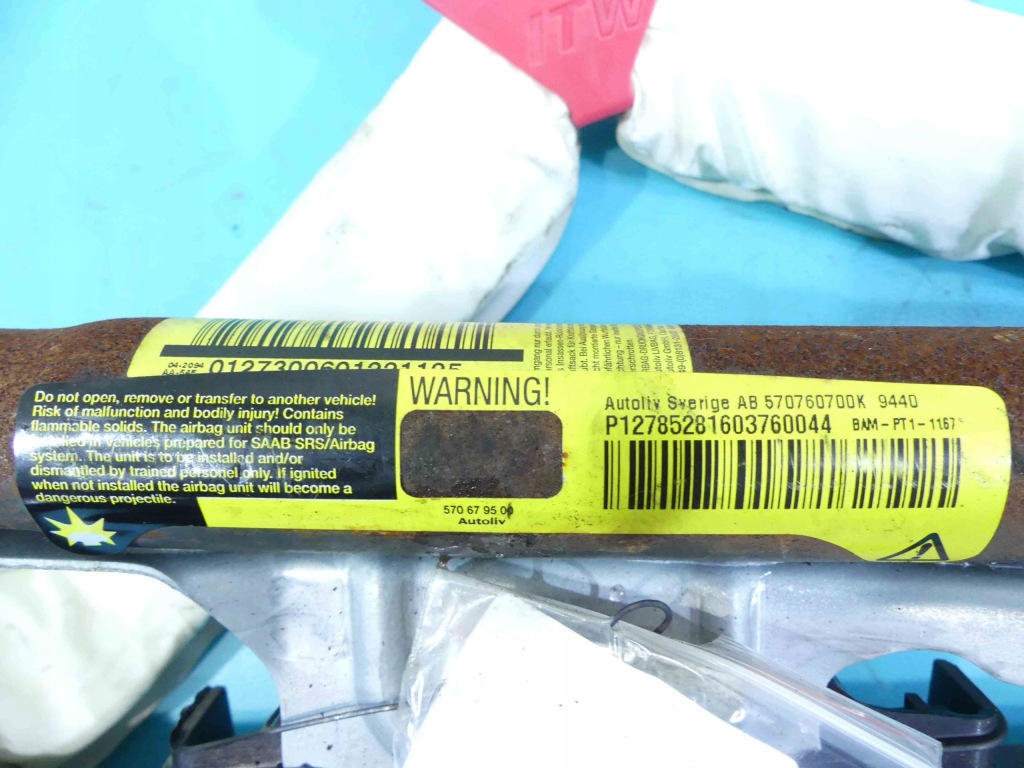 ITW
04-2094
Do not open, remove or transfer to another vehicle!
Risk of malfunction and bodily injury! Contains
flammable solids. The airbag unit should only be
in vehicle's prepared for SAAB SRS/Airbag
system. The unit is to be installed and/or
dismantled by trained personel only. If ignited
when not installed the airbag unit will become a
dangerous projectile.
WARNING!
570 67 95 00
Autoliv
Autoliv Sverige AB 570760700K 9440
P12785281603760044 BAM-PT1-1167